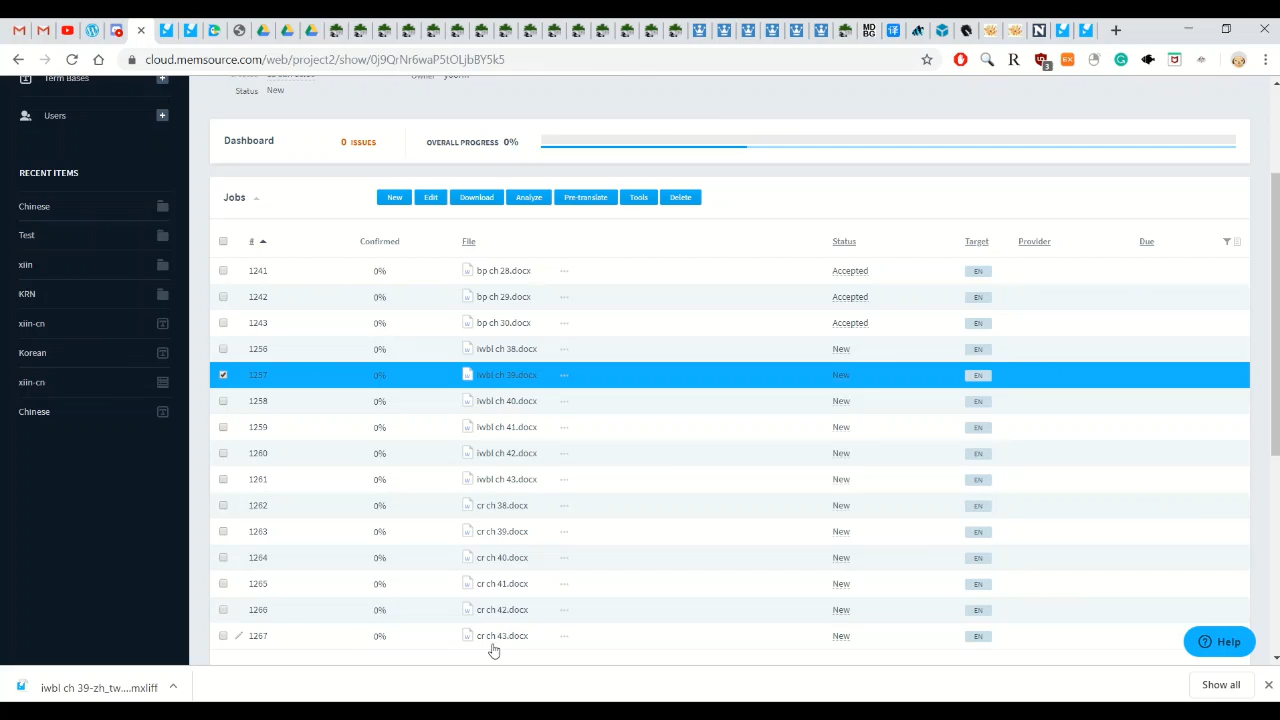 cloud.memsource.com/web/project2/show/0j9QrNr6waP5tOLjbBY5k5
Term Bases
Status New
Users
Dashboard 0 ISSUES OVERALL PROGRESS 0%
RECENT ITEMS
Jobs New Edit Download Analyze Pre-translate Tools Delete
Chinese
Test
xiin
KRN
xiin-cn
Korean
xiin-cn
Chinese
# Confirmed File Status Target Provider Due
1241 0% bp ch 28.docx Accepted EN
1242 0% bp ch 29.docx Accepted EN
1243 0% bp ch 30.docx Accepted EN
1256 0% iwbl ch 38.docx New EN
1257 0% iwbl ch 39.docx New EN
1258 0% iwbl ch 40.docx New EN
1259 0% iwbl ch 41.docx New EN
1260 0% iwbl ch 42.docx New EN
1261 0% iwbl ch 43.docx New EN
1262 0% cr ch 38.docx New EN
1263 0% cr ch 39.docx New EN
1264 0% cr ch 40.docx New EN
1265 0% cr ch 41.docx New EN
1266 0% cr ch 42.docx New EN
1267 0% cr ch 43.docx New EN
Help
iwbl ch 39-zh_tw....mxliff
Show all